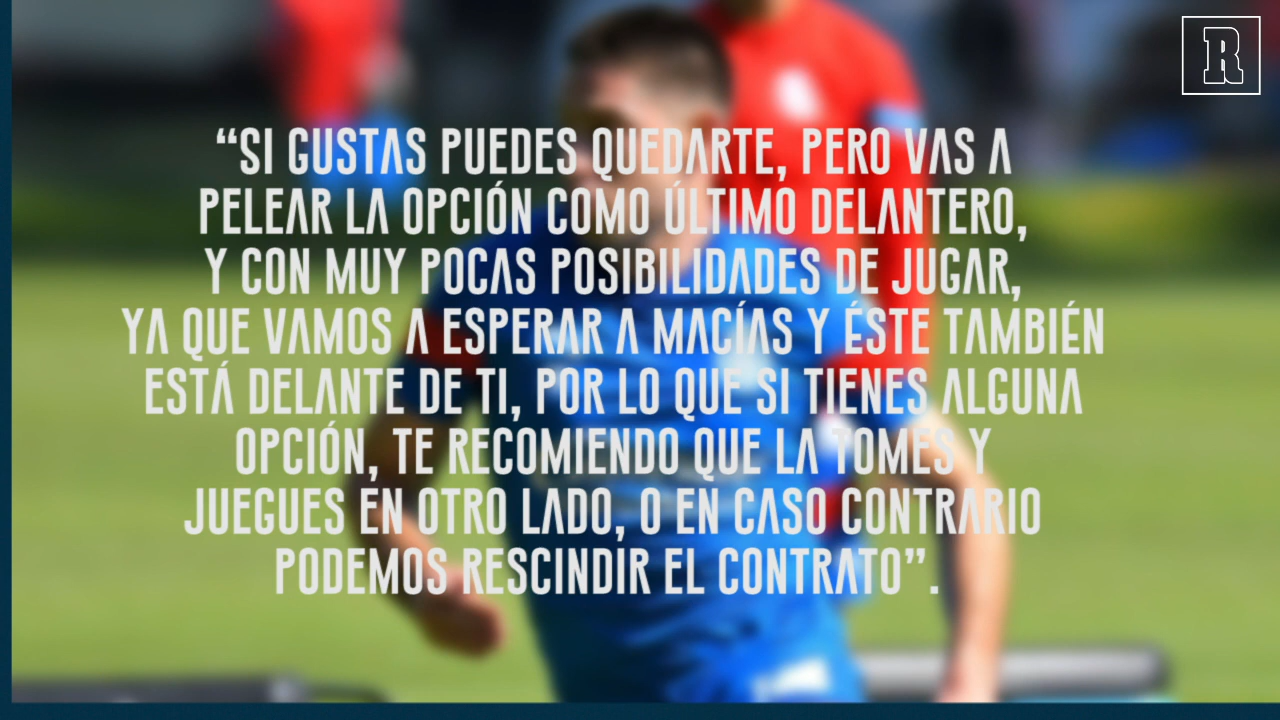 R
“SI GUSTAS PUEDES QUEDARTE, PERO VAS A
PELEAR LA OPCIÓN COMO ÚLTIMO DELANTERO,
Y CON MUY POCAS POSIBILIDADES DE JUGAR,
YA QUE VAMOS A ESPERAR A MACÍAS Y ÉSTE TAMBIÉN
ESTÁ DELANTE DE TI, POR LO QUE SI TIENES ALGUNA
OPCIÓN, TE RECOMIENDO QUE LA TOMES Y
JUEGUES EN OTRO LADO, O EN CASO CONTRARIO
PODEMOS RESCINDIR EL CONTRATO”.